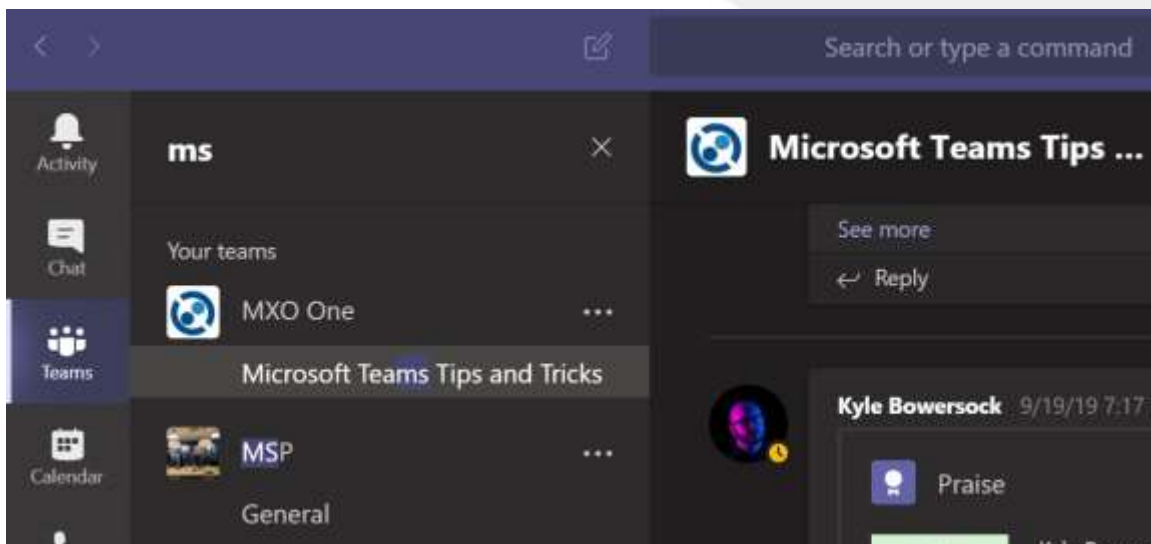 Search or type a command
Activity
Chat
Teams
Calendar
ms
Your teams
MXO One
Microsoft Teams Tips and Tricks
MSP
General
Microsoft Teams Tips ...
See more
Reply
Kyle Bowersock 9/19/19 7:17
Praise